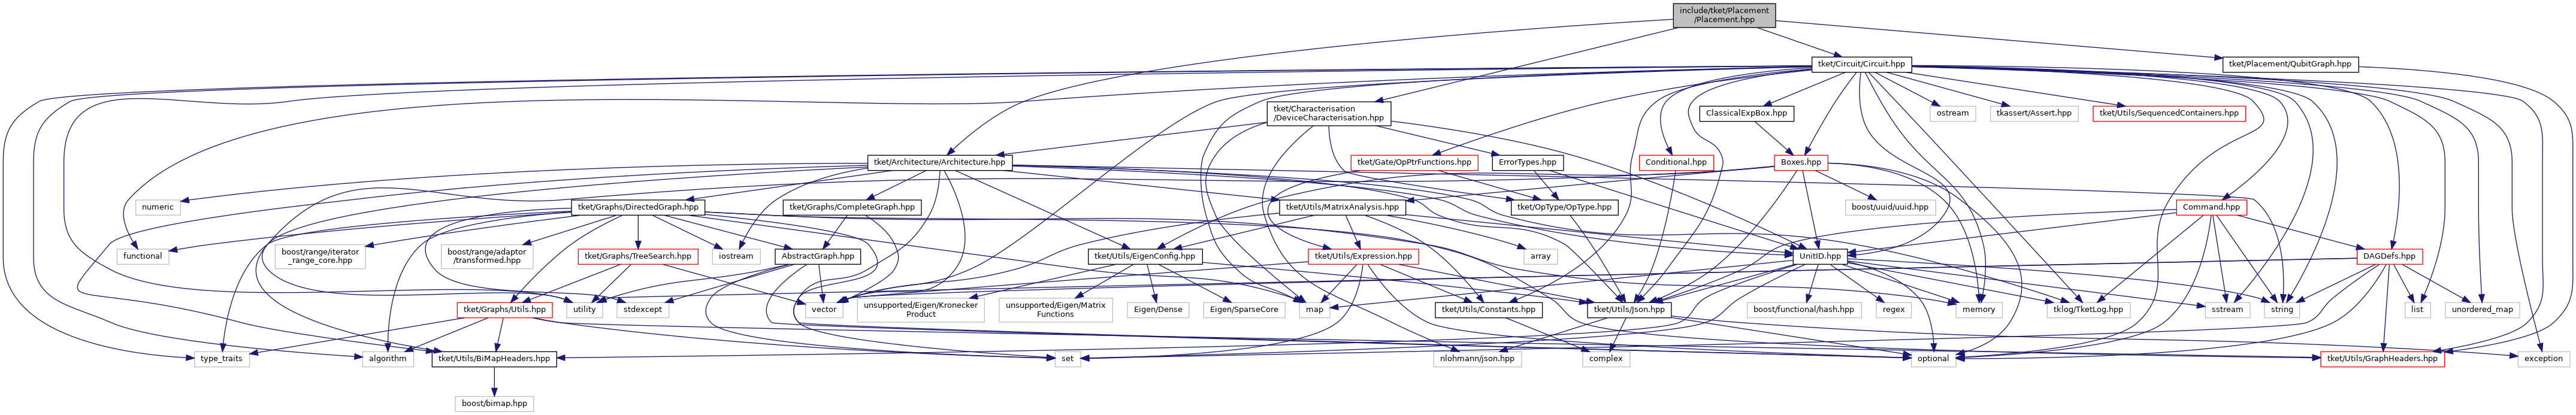 include/tket/Placement
/Placement.hpp
tket/Circuit/Circuit.hpp
tket/Placement/QubitGraph.hpp
tket/Characterisation
/DeviceCharacterisation.hpp
ClassicalExpBox.hpp
ostream
tkassert/Assert.hpp
tket/Utils/SequencedContainers.hpp
tket/Architecture/Architecture.hpp
tket/Gate/OpPtrFunctions.hpp
ErrorTypes.hpp
Conditional.hpp
Boxes.hpp
numeric
tket/Graphs/DirectedGraph.hpp
tket/Graphs/CompleteGraph.hpp
tket/Utils/MatrixAnalysis.hpp
tket/OpType/OpType.hpp
boost/uuid/uuid.hpp
Command.hpp
functional
boost/range/iterator
_range_core.hpp
boost/range/adaptor
/transformed.hpp
tket/Graphs/TreeSearch.hpp
iostream
AbstractGraph.hpp
tket/Utils/EigenConfig.hpp
tket/Utils/Expression.hpp
array
UnitID.hpp
DAGDefs.hpp
tket/Graphs/Utils.hpp
utility
stdexcept
vector
unsupported/Eigen/Kronecker
Product
unsupported/Eigen/Matrix
Functions
Eigen/Dense
Eigen/SparseCore
map
tket/Utils/Constants.hpp
tket/Utils/Json.hpp
boost/functional/hash.hpp
regex
memory
tklog/TketLog.hpp
sstream
string
list
unordered_map
type_traits
algorithm
tket/Utils/BiMapHeaders.hpp
set
nlohmann/json.hpp
complex
optional
tket/Utils/GraphHeaders.hpp
exception
boost/bimap.hpp